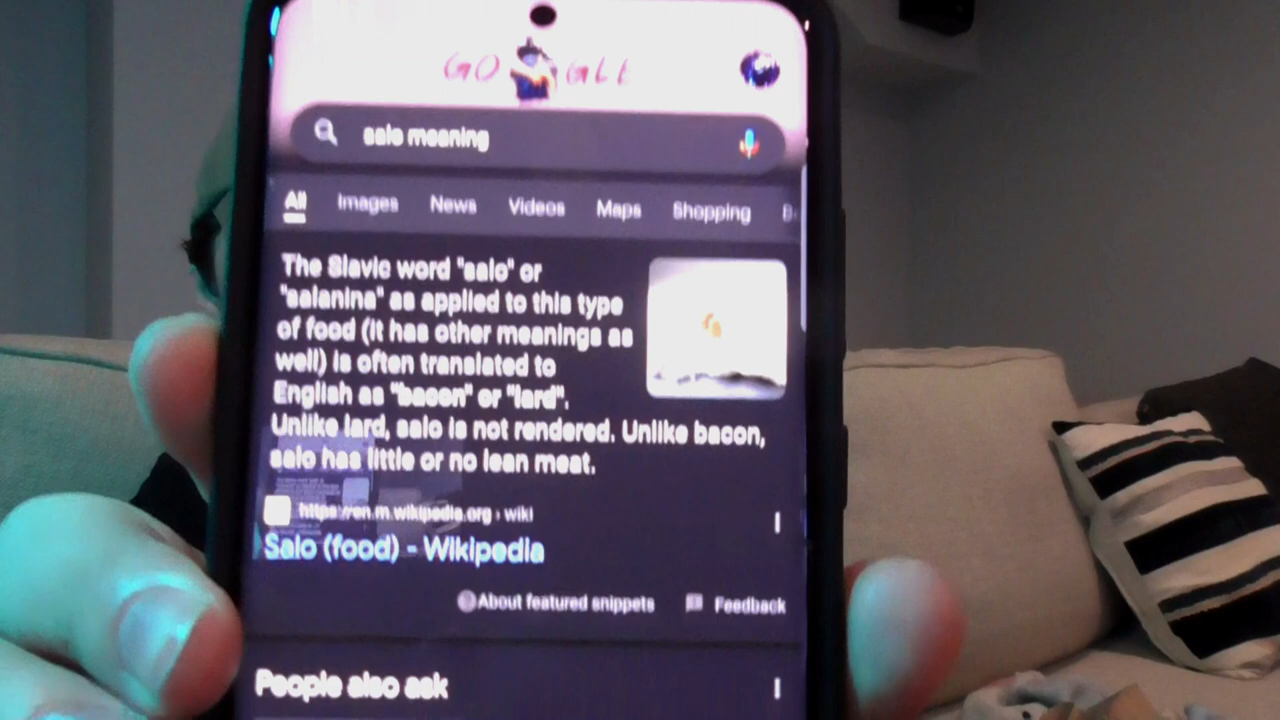 GO GLE
salo meaning
All Images News Videos Maps Shopping
The Slavic word "salo" or
"salanina" as applied to this type
of food (it has other meanings as
well) is often translated to
English as "bacon" or "lard".
Unlike lard, salo is not rendered. Unlike bacon,
salo has little or no lean meat.
https://en.m.wikipedia.org › wiki
Salo (food) - Wikipedia
About featured snippets Feedback
People also ask